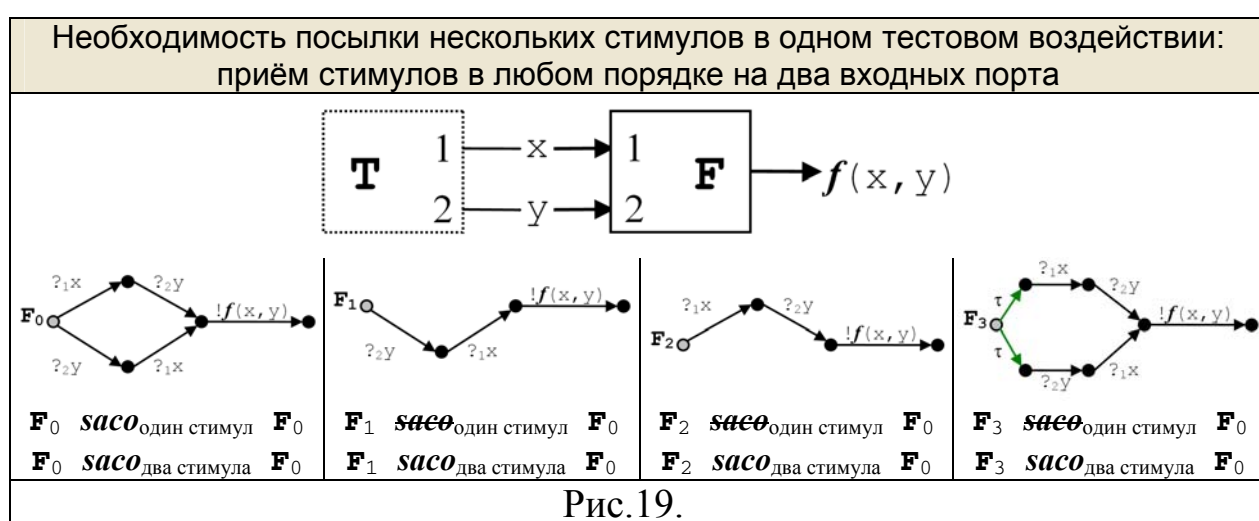 Необходимость посылки нескольких стимулов в одном тестовом воздействии:
приём стимулов в любом порядке на два входных порта
T 1 x 1 F f(x,y)
2 y 2
?₁x ?₂y !f(x,y)
F₀
?₂y ?₁x
F₁ !f(x,y)
?₂y ?₁x
?₁x ?₂y
F₂ !f(x,y)
?₁x ?₂y
τ !f(x,y)
F₃
τ
?₂y ?₁x
F₀ saco один стимул F₀
F₀ saco два стимула F₀
F₁ saco один стимул F₀
F₁ saco два стимула F₀
F₂ saco один стимул F₀
F₂ saco два стимула F₀
F₃ saco один стимул F₀
F₃ saco два стимула F₀
Рис.19.